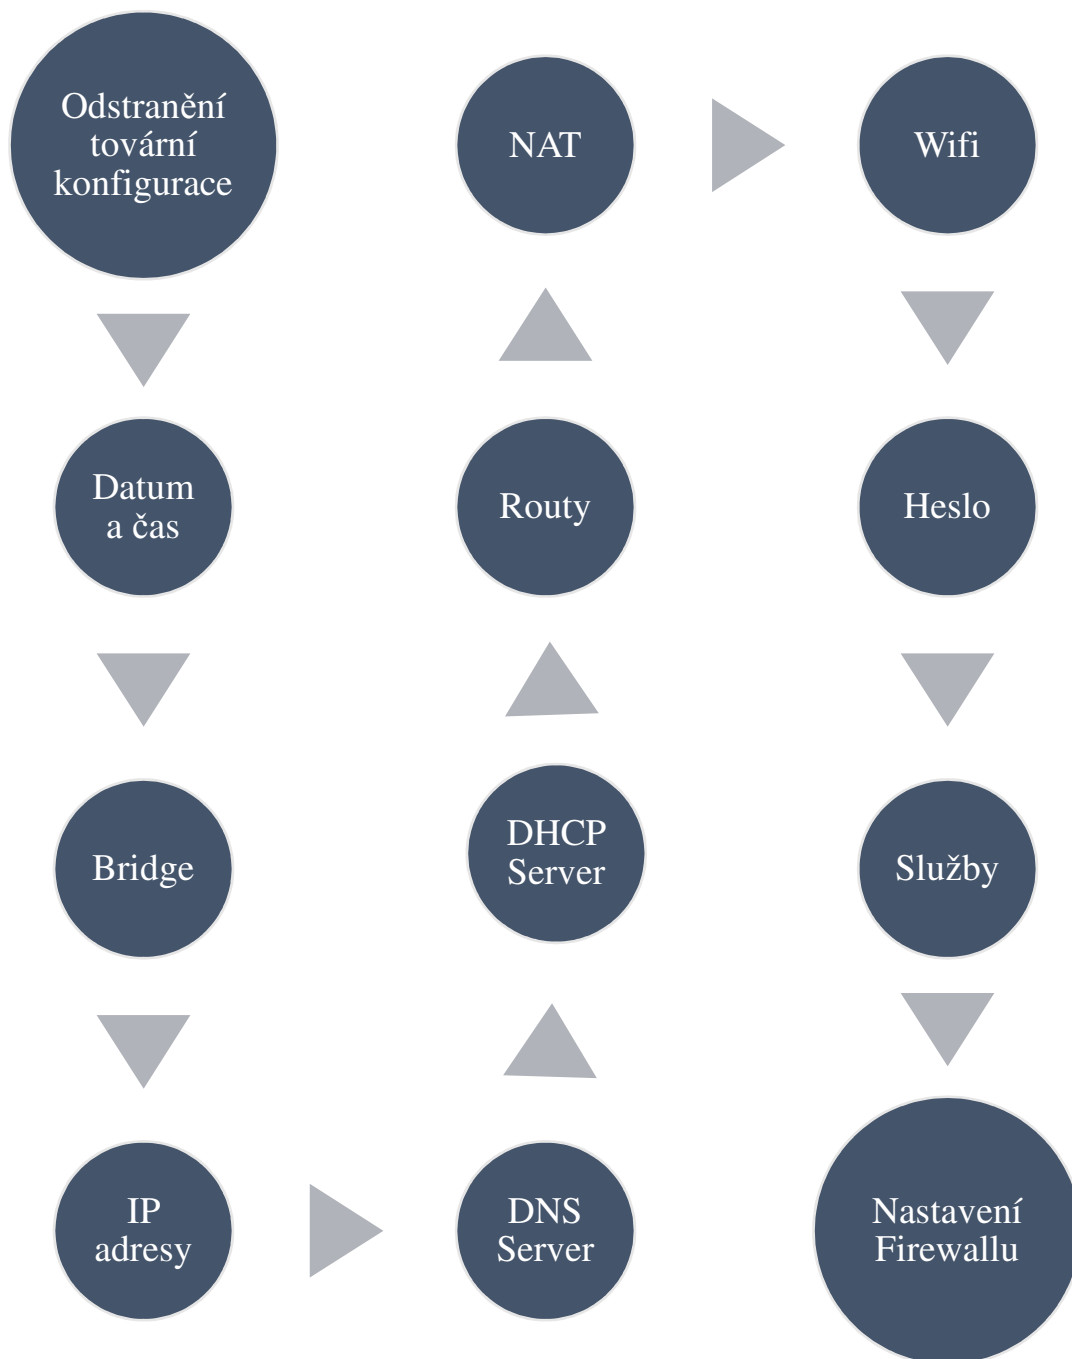 Odstranění
tovární
konfigurace
Datum
a čas
Bridge
IP
adresy
DNS
Server
DHCP
Server
Routy
NAT
Wifi
Heslo
Služby
Nastavení
Firewallu